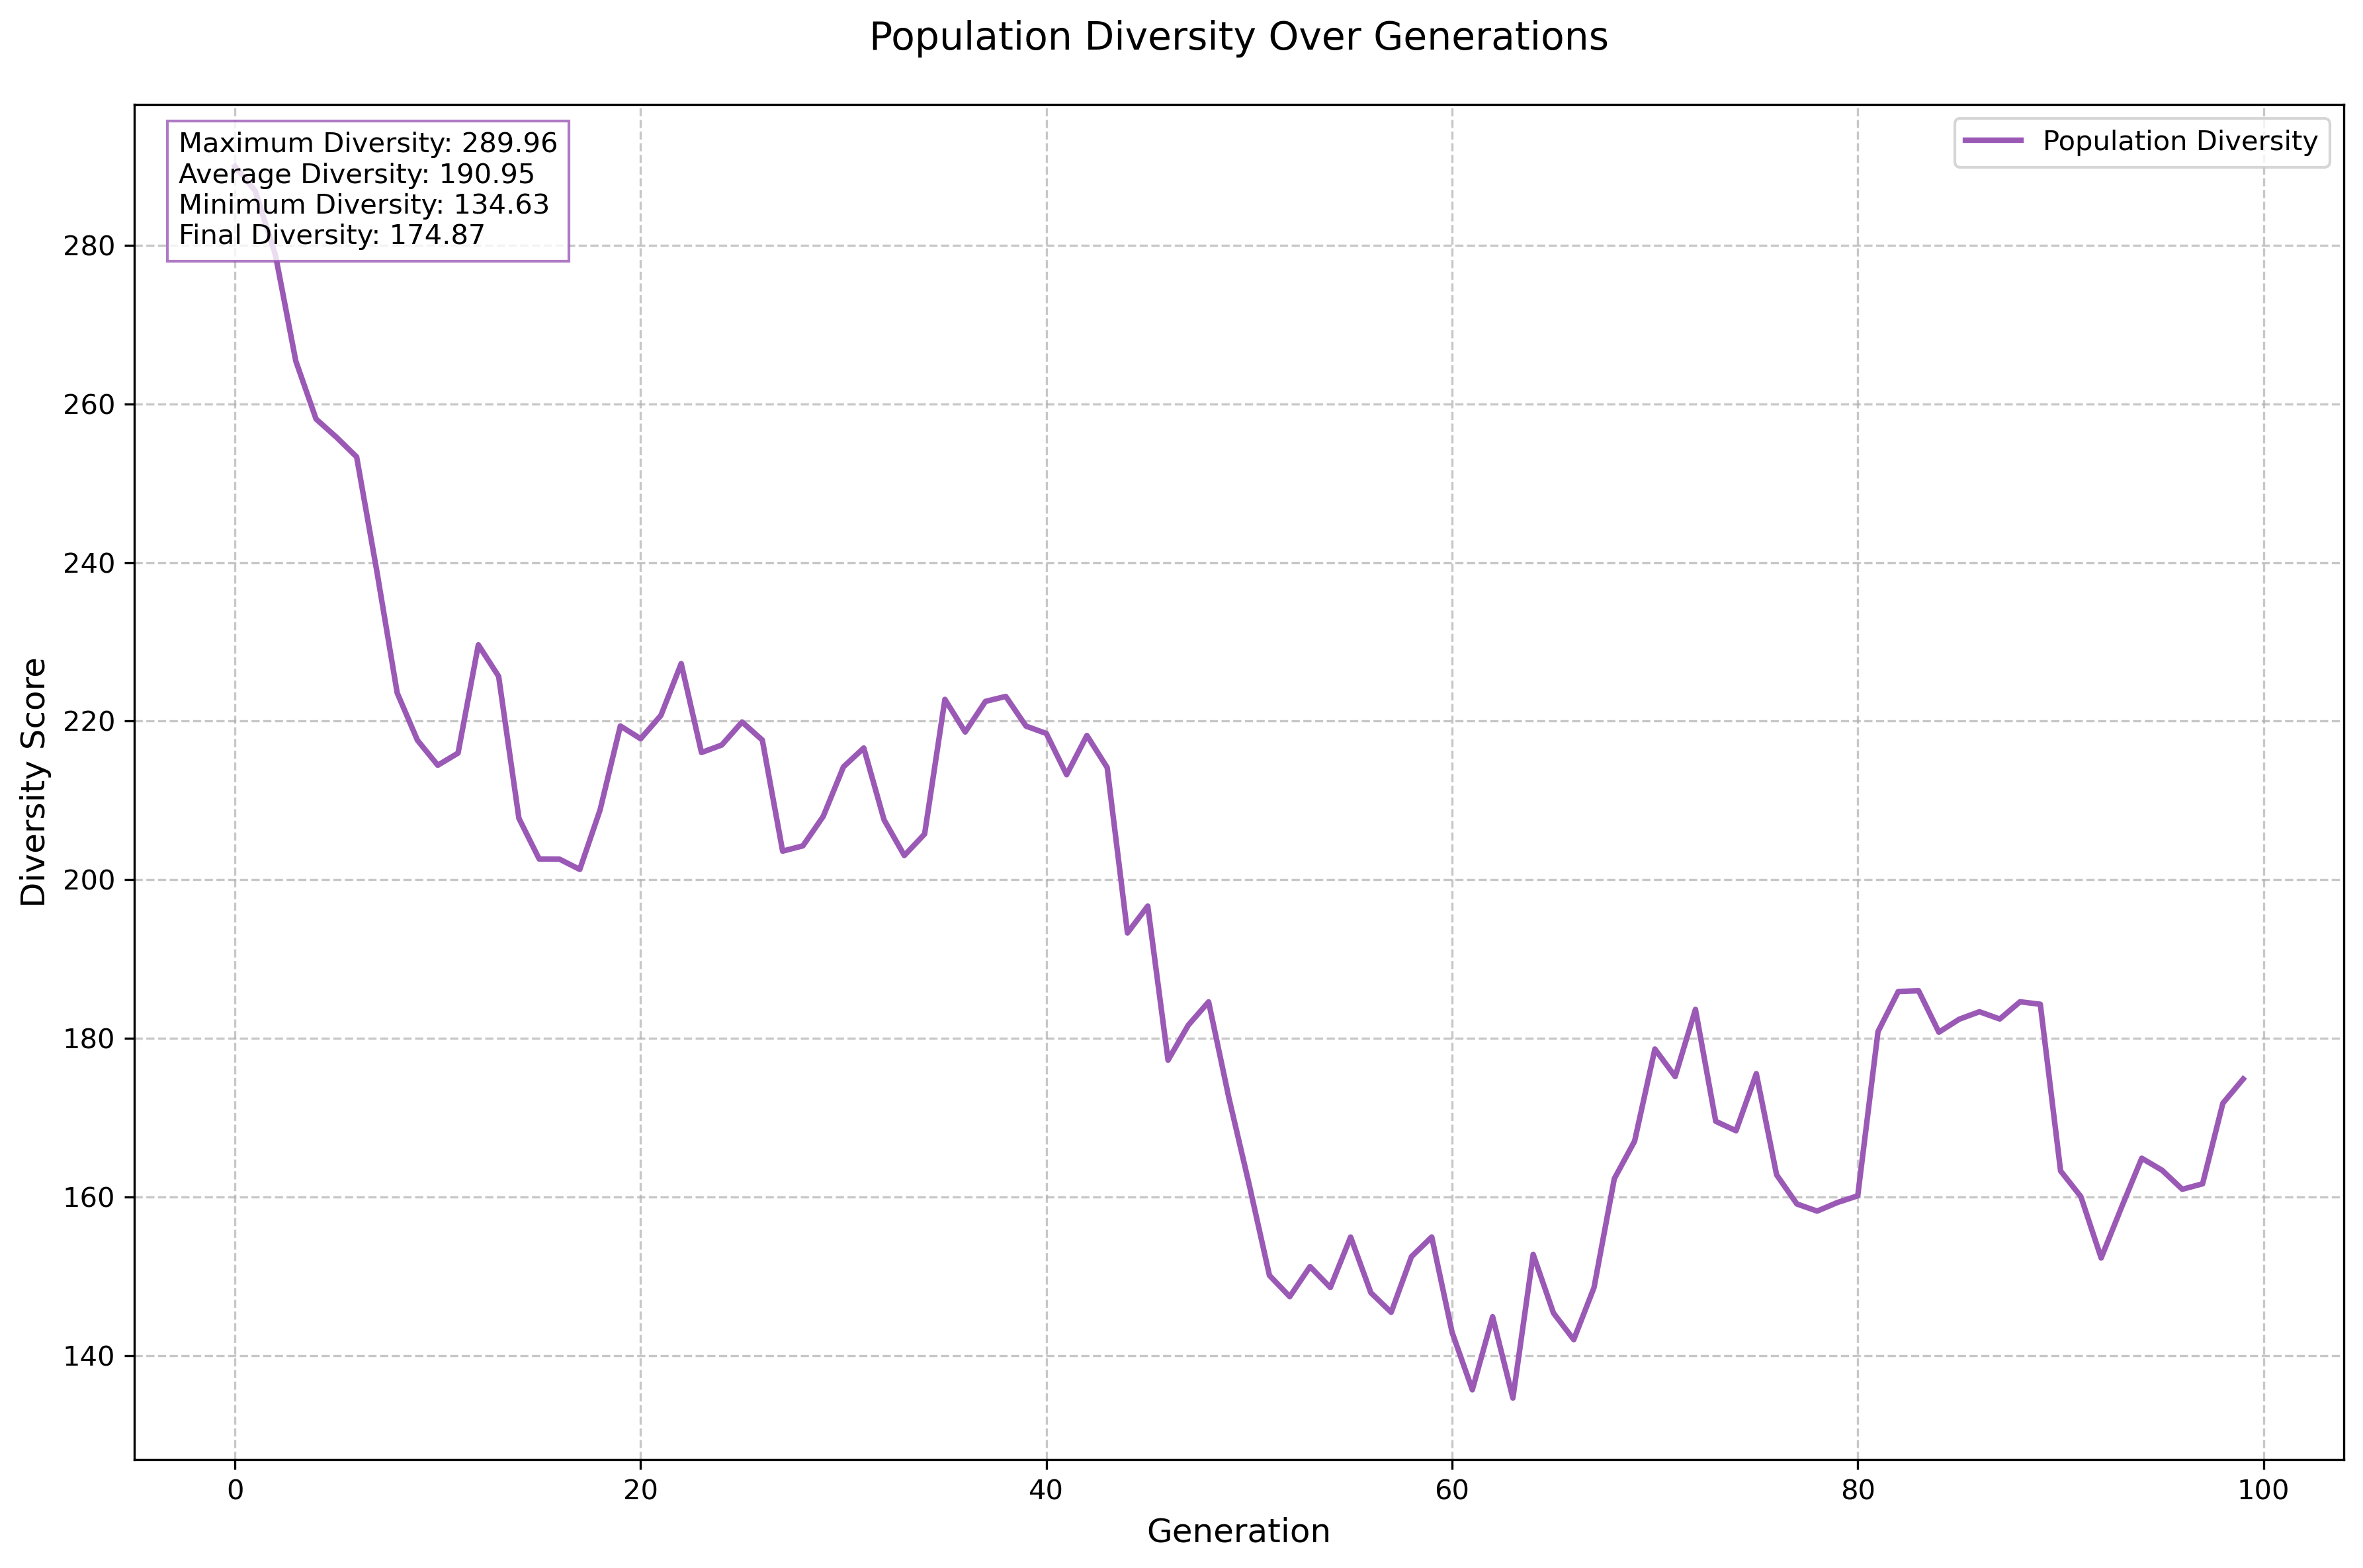 Population Diversity Over Generations
Maximum Diversity: 289.96
Average Diversity: 190.95
Minimum Diversity: 134.63
Final Diversity: 174.87
Population Diversity
Diversity Score
280
260
240
220
200
180
160
140
0 20 40 60 80 100
Generation